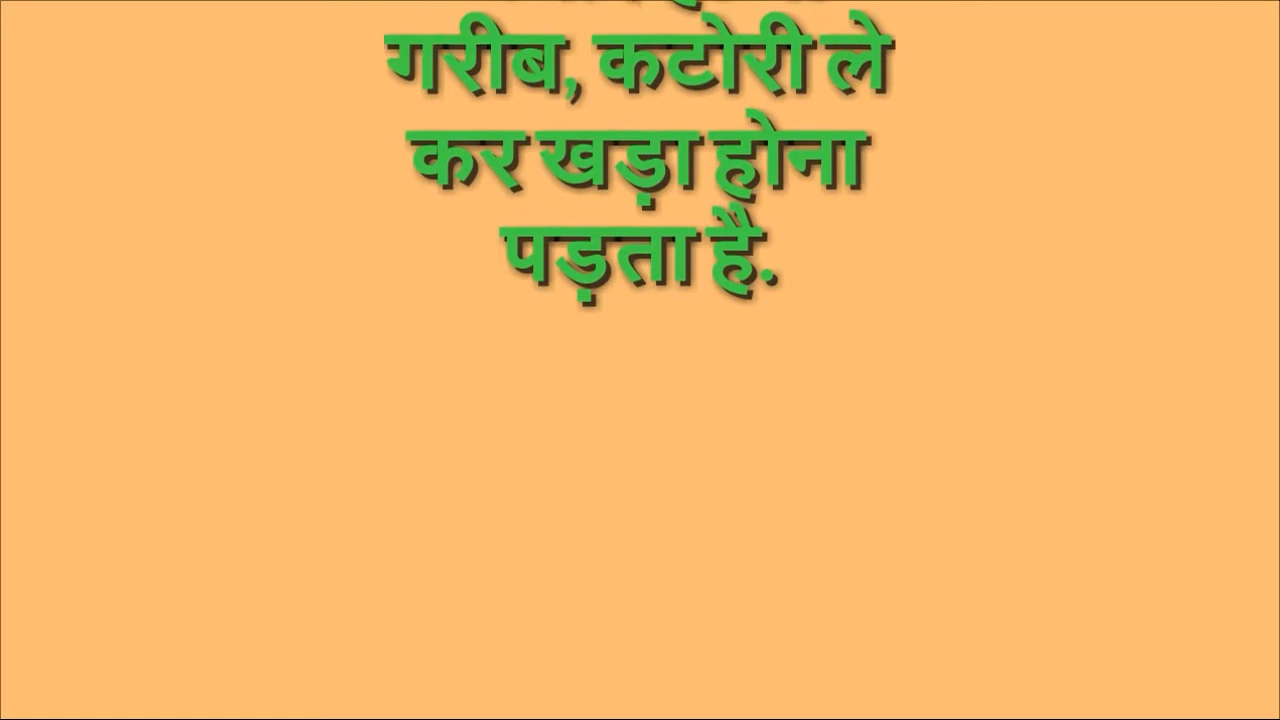 गरीब, कटोरी ले
कर खड़ा होना
पड़ता है.